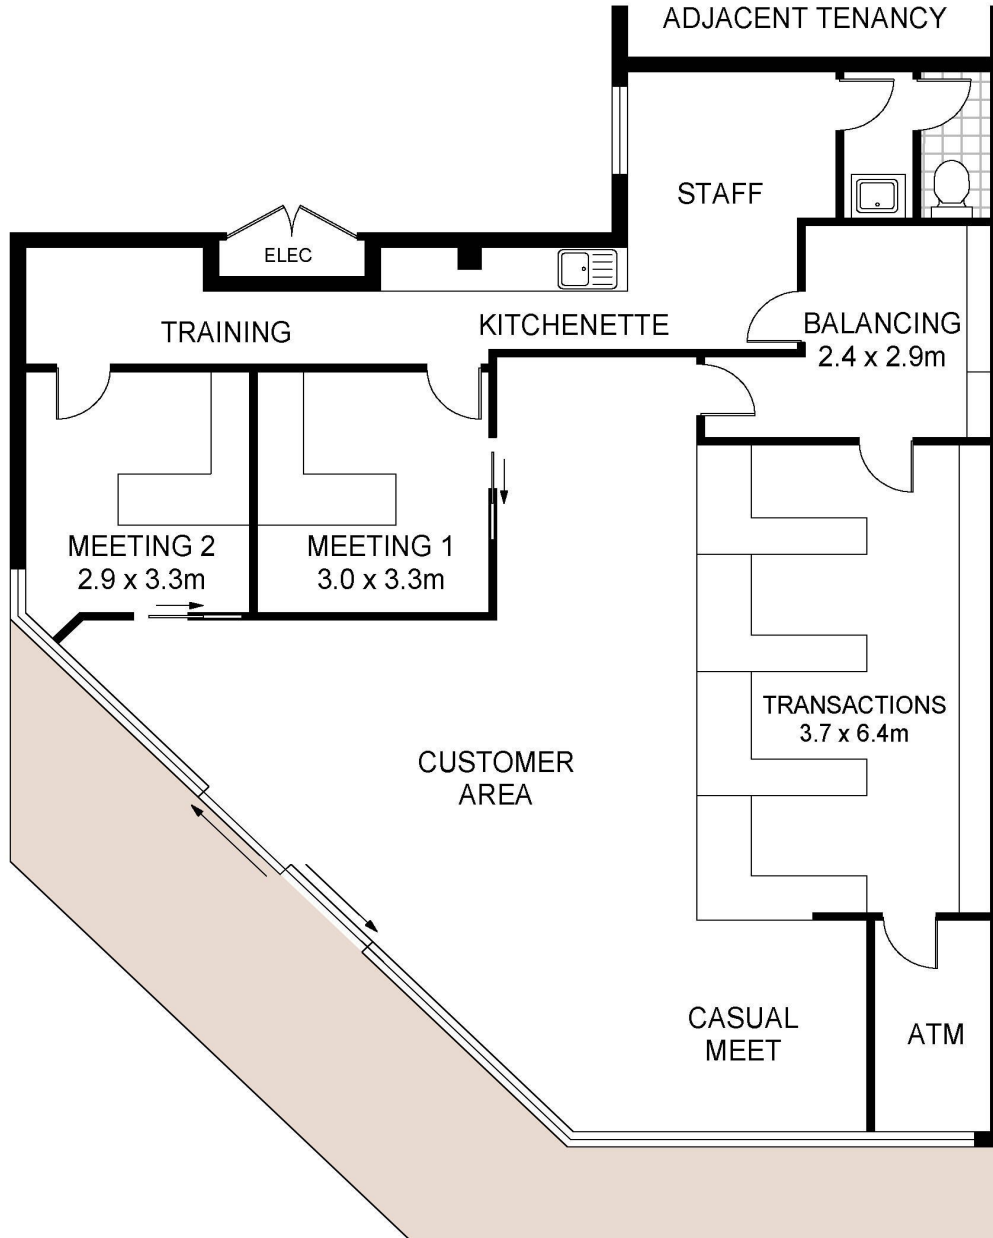 ADJACENT TENANCY
STAFF
ELEC
TRAINING
KITCHENETTE
BALANCING
2.4 x 2.9m
MEETING 2
2.9 x 3.3m
MEETING 1
3.0 x 3.3m
TRANSACTIONS
3.7 x 6.4m
CUSTOMER
AREA
CASUAL
MEET
ATM